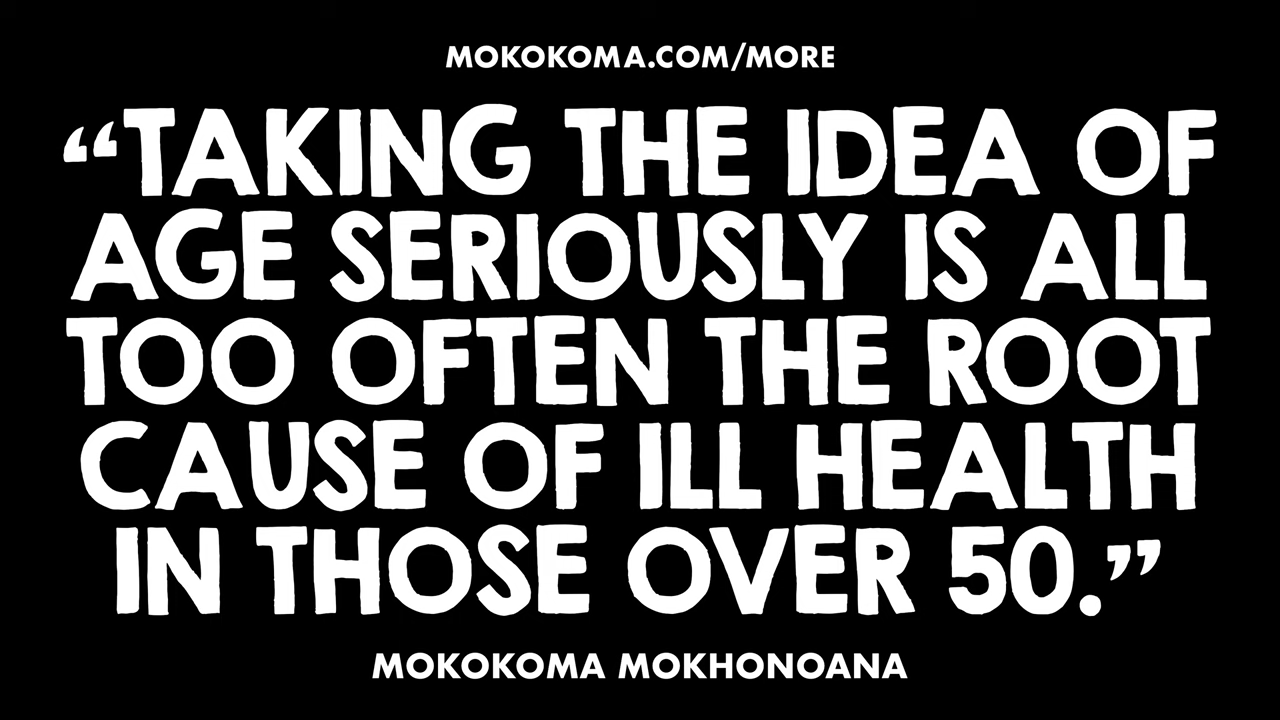 MOKOKOMA.COM/MORE
“TAKING THE IDEA OF
AGE SERIOUSLY IS ALL
TOO OFTEN THE ROOT
CAUSE OF ILL HEALTH
IN THOSE OVER 50.”
MOKOKOMA MOKHONOANA